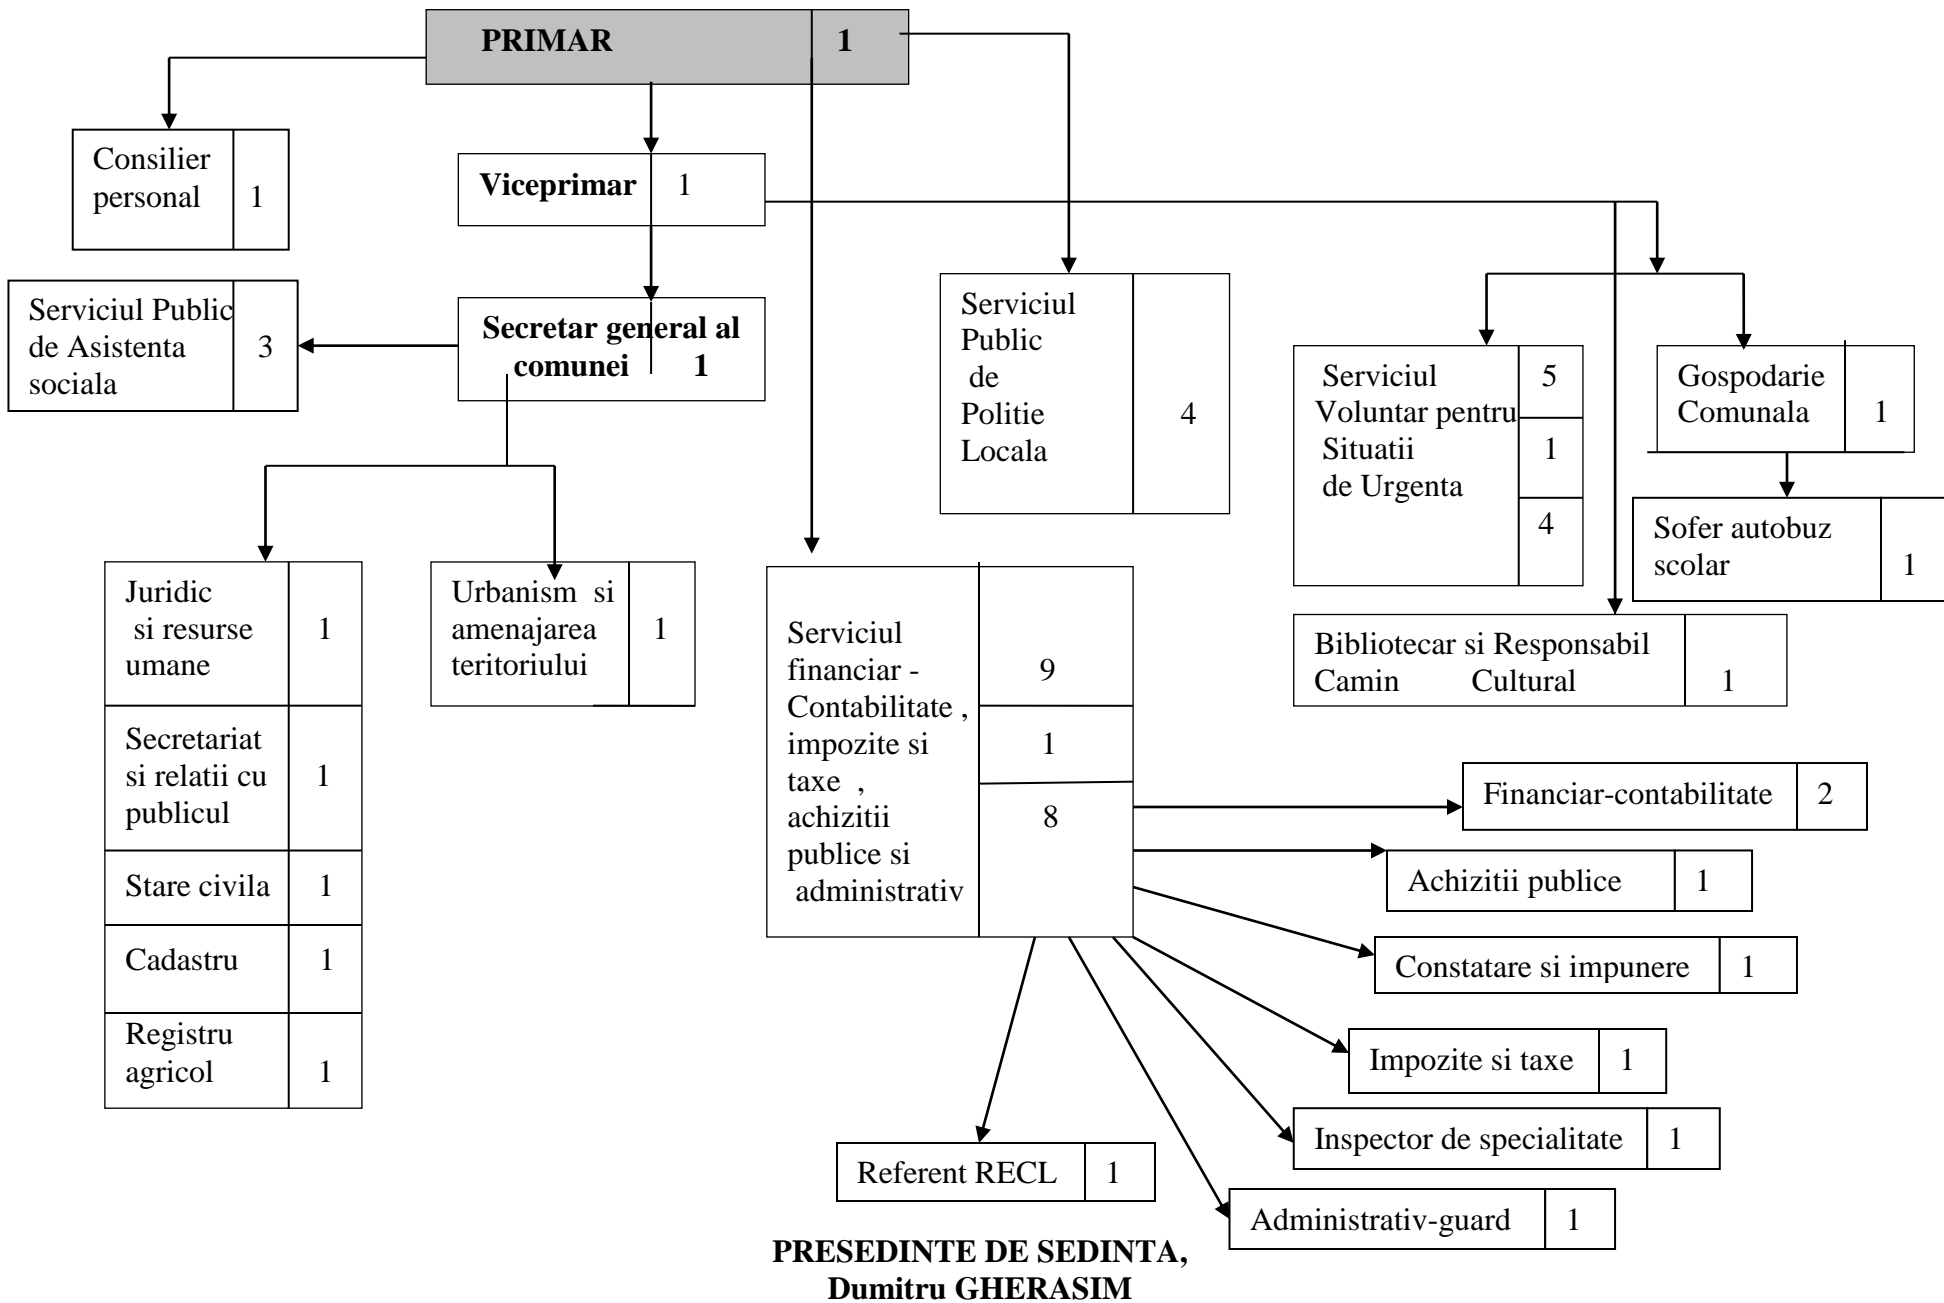 PRIMAR 1
Consilier
personal 1
Viceprimar 1
Serviciul Public
de Asistenta 3
sociala
Secretar general al
comunei 1
Serviciul
Public
de
Politie 4
Locala
Serviciul 5
Voluntar pentru
Situatii 1
de Urgenta
4
Gospodarie
Comunala 1
Sofer autobuz
scolar 1
Bibliotecar si Responsabil
Camin Cultural 1
Juridic
si resurse 1
umane
Secretariat
si relatii cu 1
publicul
Stare civila 1
Cadastru 1
Registru
agricol 1
Urbanism si
amenajarea 1
teritoriului
Serviciul
financiar - 9
Contabilitate ,
impozite si 1
taxe ,
achizitii 8
publice si
administrativ
Financiar-contabilitate 2
Achizitii publice 1
Constatare si impunere 1
Impozite si taxe 1
Inspector de specialitate 1
Referent RECL 1
Administrativ-guard 1
PRESEDINTE DE SEDINTA,
Dumitru GHERASIM